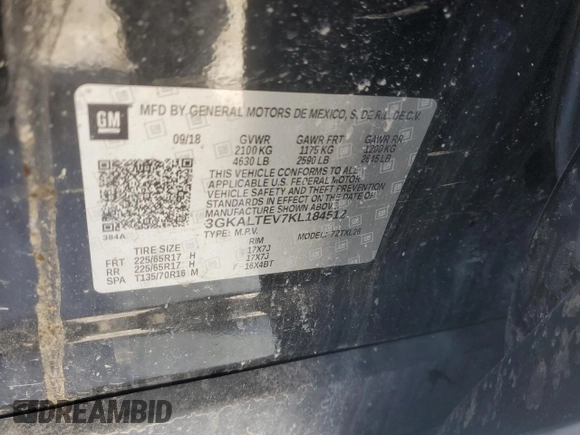 GM
MFD BY GENERAL MOTORS DE MEXICO, S. DE R.L. DE C.V.
09/18 GVWR GAWR FRT GAWR RR
2100 KG 1175 KG 1200 KG
4630 LB 2590 LB 2645 LB
THIS VEHICLE CONFORMS TO ALL
APPLICABLE U.S. FEDERAL MOTOR
VEHICLE SAFETY AND THEFT PREVENTION
STANDARDS IN EFFECT ON THE DATE OF
MANUFACTURE SHOWN ABOVE.
3GKALTEV7KL184512
384A TYPE: M.P.V. MODEL: 72TXL26
TIRE SIZE RIM
FRT 225/65R17 H 17X7J
RR 225/65R17 H 17X7J
SPA T135/70R16 M 16X4BT
DREAMBID